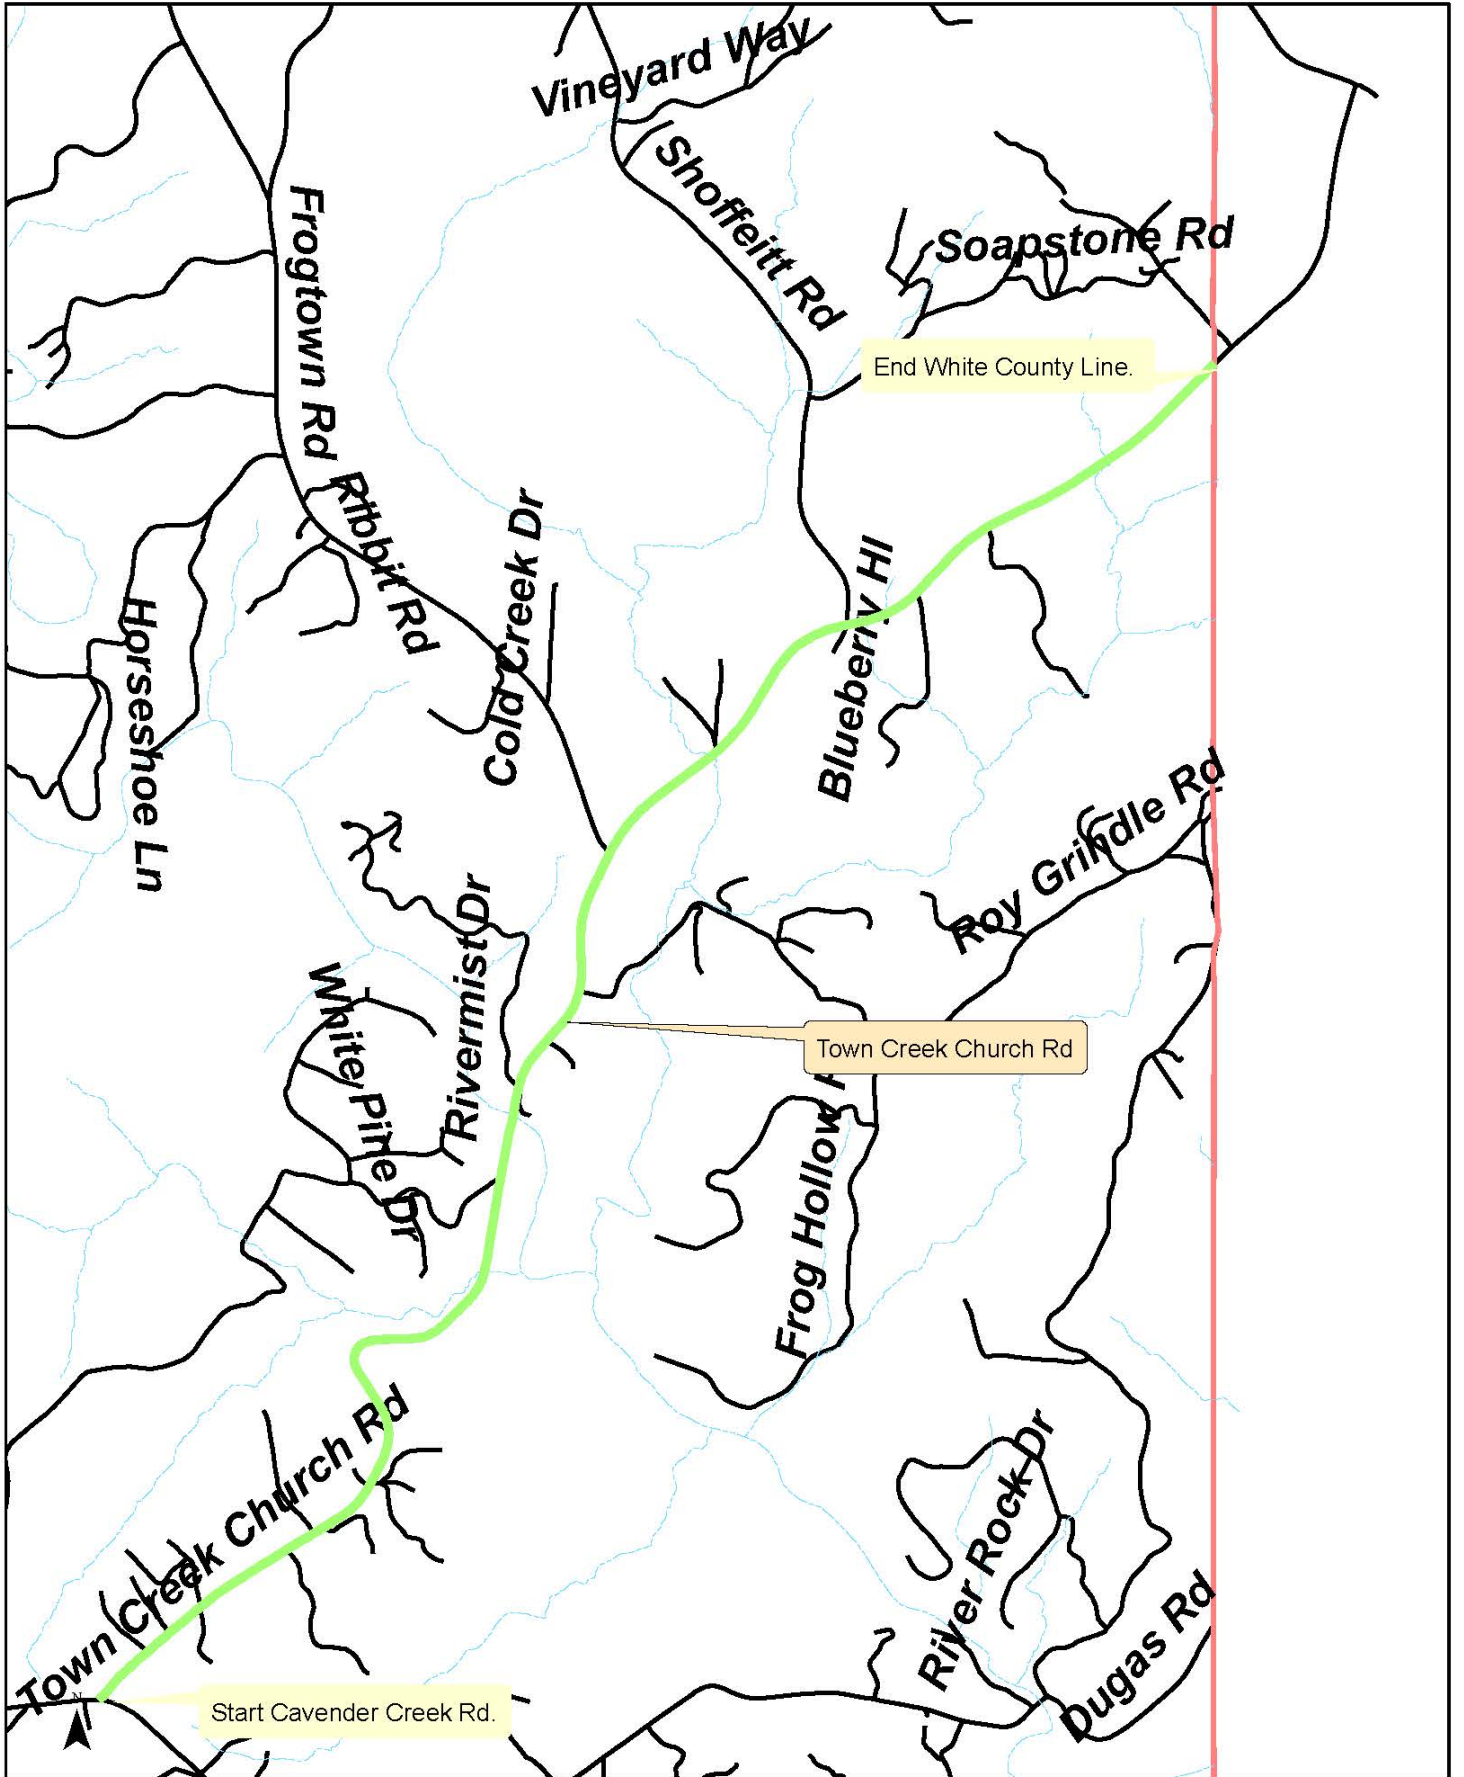 Vineyard Way
Shoffeitt Rd
Frogtown Rd
Soapstone Rd
End White County Line.
Ribbit Rd
Cold Creek Dr
Blueberry Hl
Horseshoe Ln
Roy Grindle Rd
Rivermist Dr
White Pine Dr
Town Creek Church Rd
Frog Hollow
Town Creek Church Rd
River Rock Dr
Dugas Rd
N
Start Cavender Creek Rd.